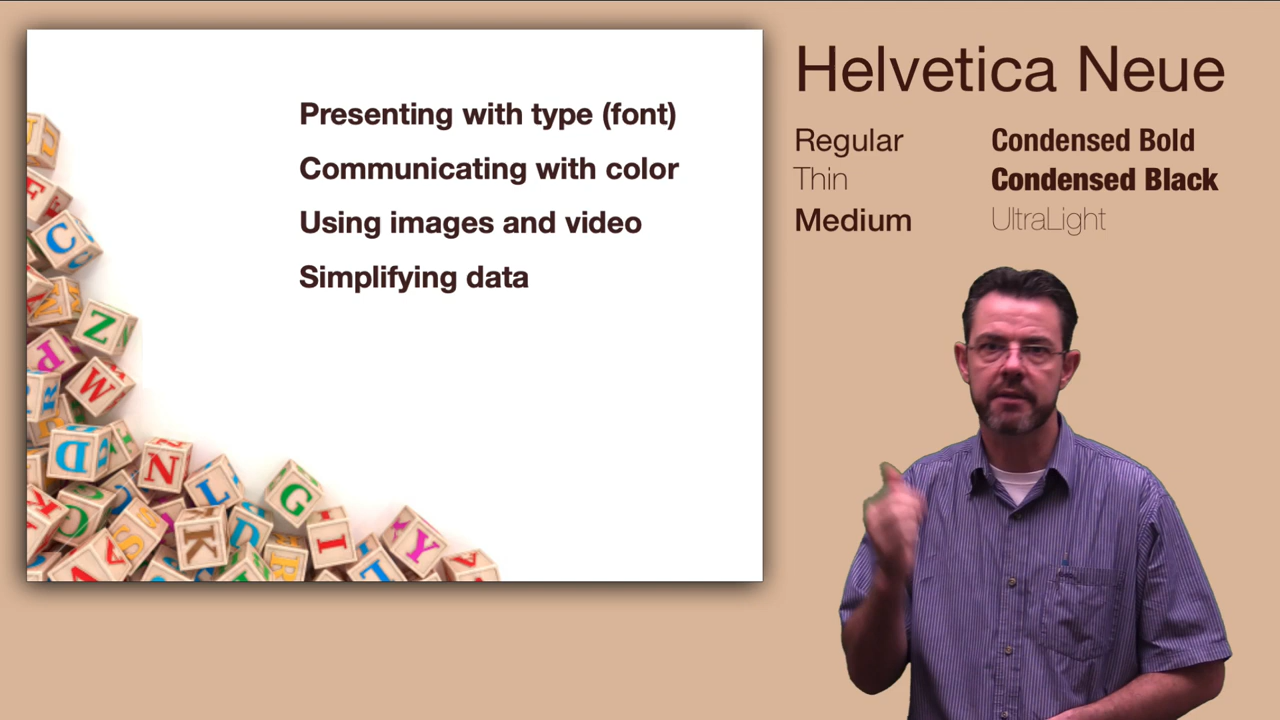 Presenting with type (font)
Communicating with color
Using images and video
Simplifying data
Helvetica Neue
Regular
Thin
Medium
Condensed Bold
Condensed Black
UltraLight
U
F
C
Z
P
W
R
D
N
L
G
K
D
I
Y
S
R
L
A